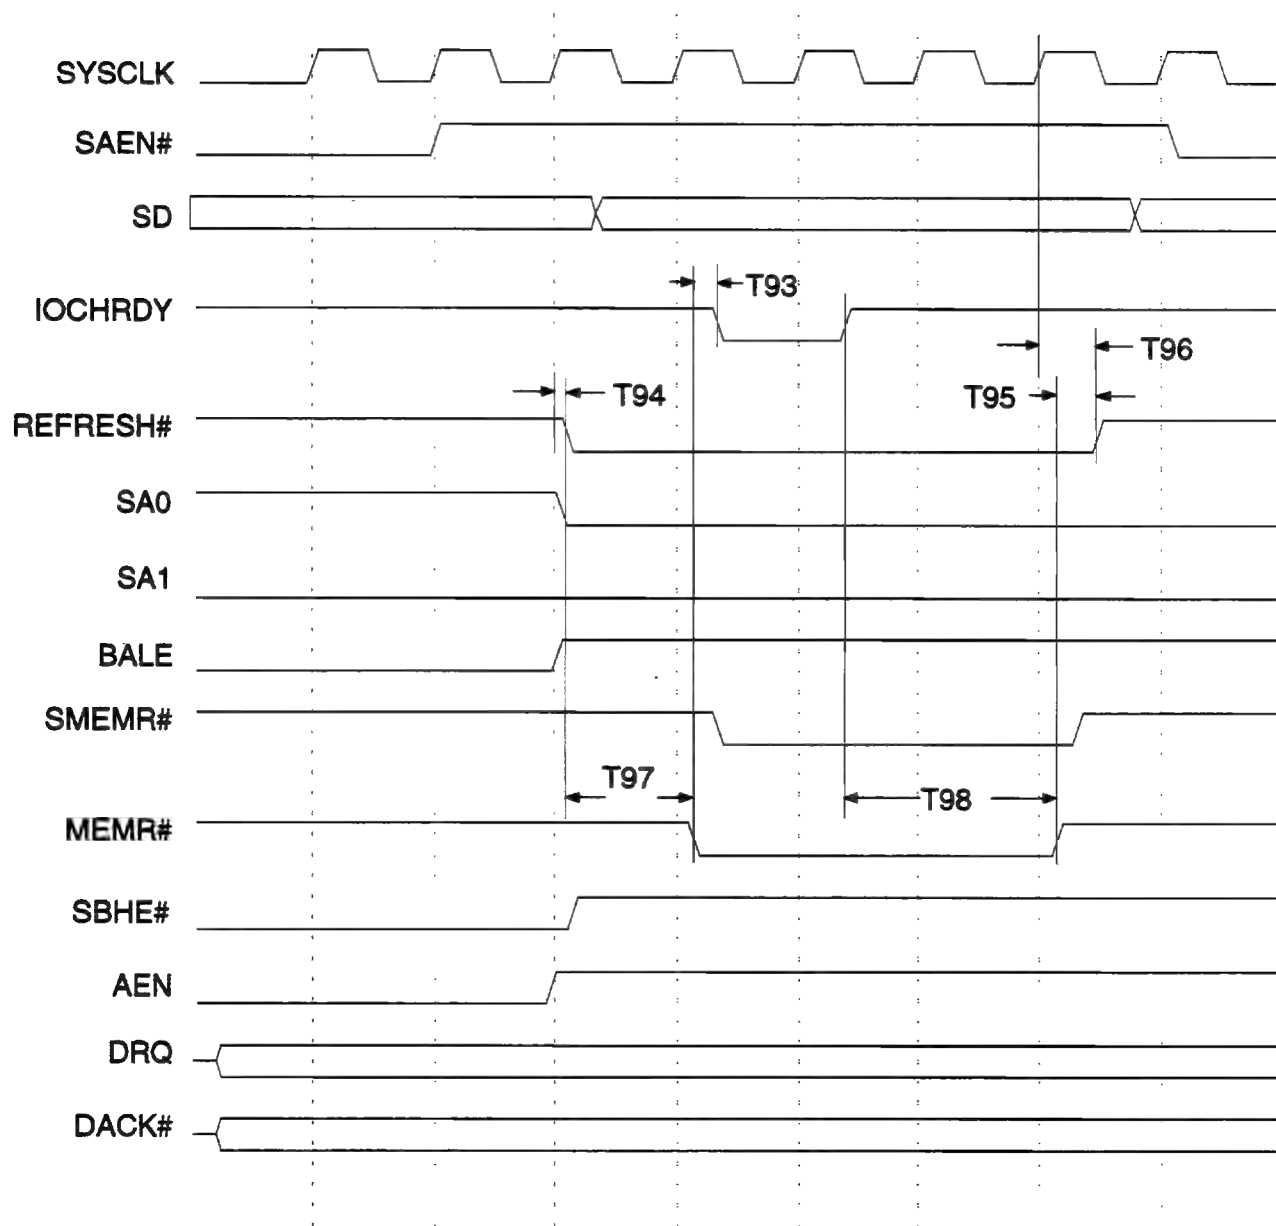 SYSCLK
SAEN#
SD
T93
IOCHRDY
T96
T94
T95
REFRESH#
SA0
SA1
BALE
SMEMR#
T97
T98
MEMR#
SBHE#
AEN
DRQ
DACK#